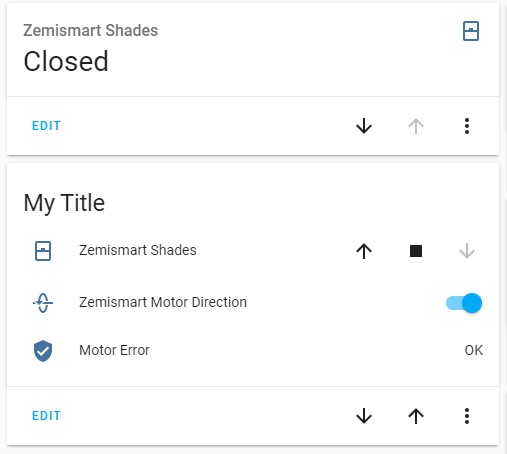 Zemismart Shades
Closed
EDIT
My Title
Zemismart Shades
Zemismart Motor Direction
Motor Error OK
EDIT